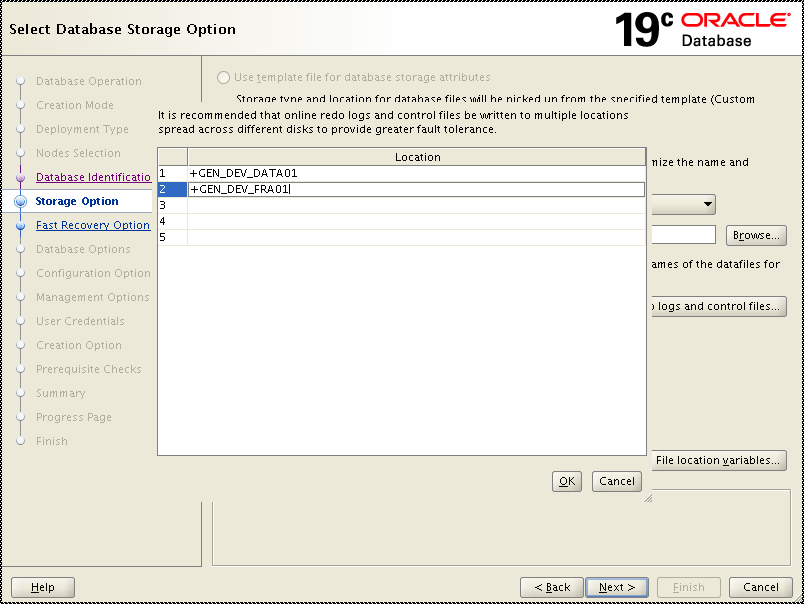 Select Database Storage Option
19c ORACLE
Database
Database Operation
Creation Mode
Deployment Type
Nodes Selection
Database Identificatio
Storage Option
Fast Recovery Option
Database Options
Configuration Option
Management Options
User Credentials
Creation Option
Prerequisite Checks
Summary
Progress Page
Finish
Use template file for database storage attributes
Storage type and location for database files will be picked up from the specified template (Custom
It is recommended that online redo logs and control files be written to multiple locations
spread across different disks to provide greater fault tolerance.
Location
1 +GEN_DEV_DATA01
2 +GEN_DEV_FRA01
3
4
5
OK Cancel
mize the name and
Browse...
ames of the datafiles for
o logs and control files...
File location variables...
Help
< Back Next > Finish Cancel